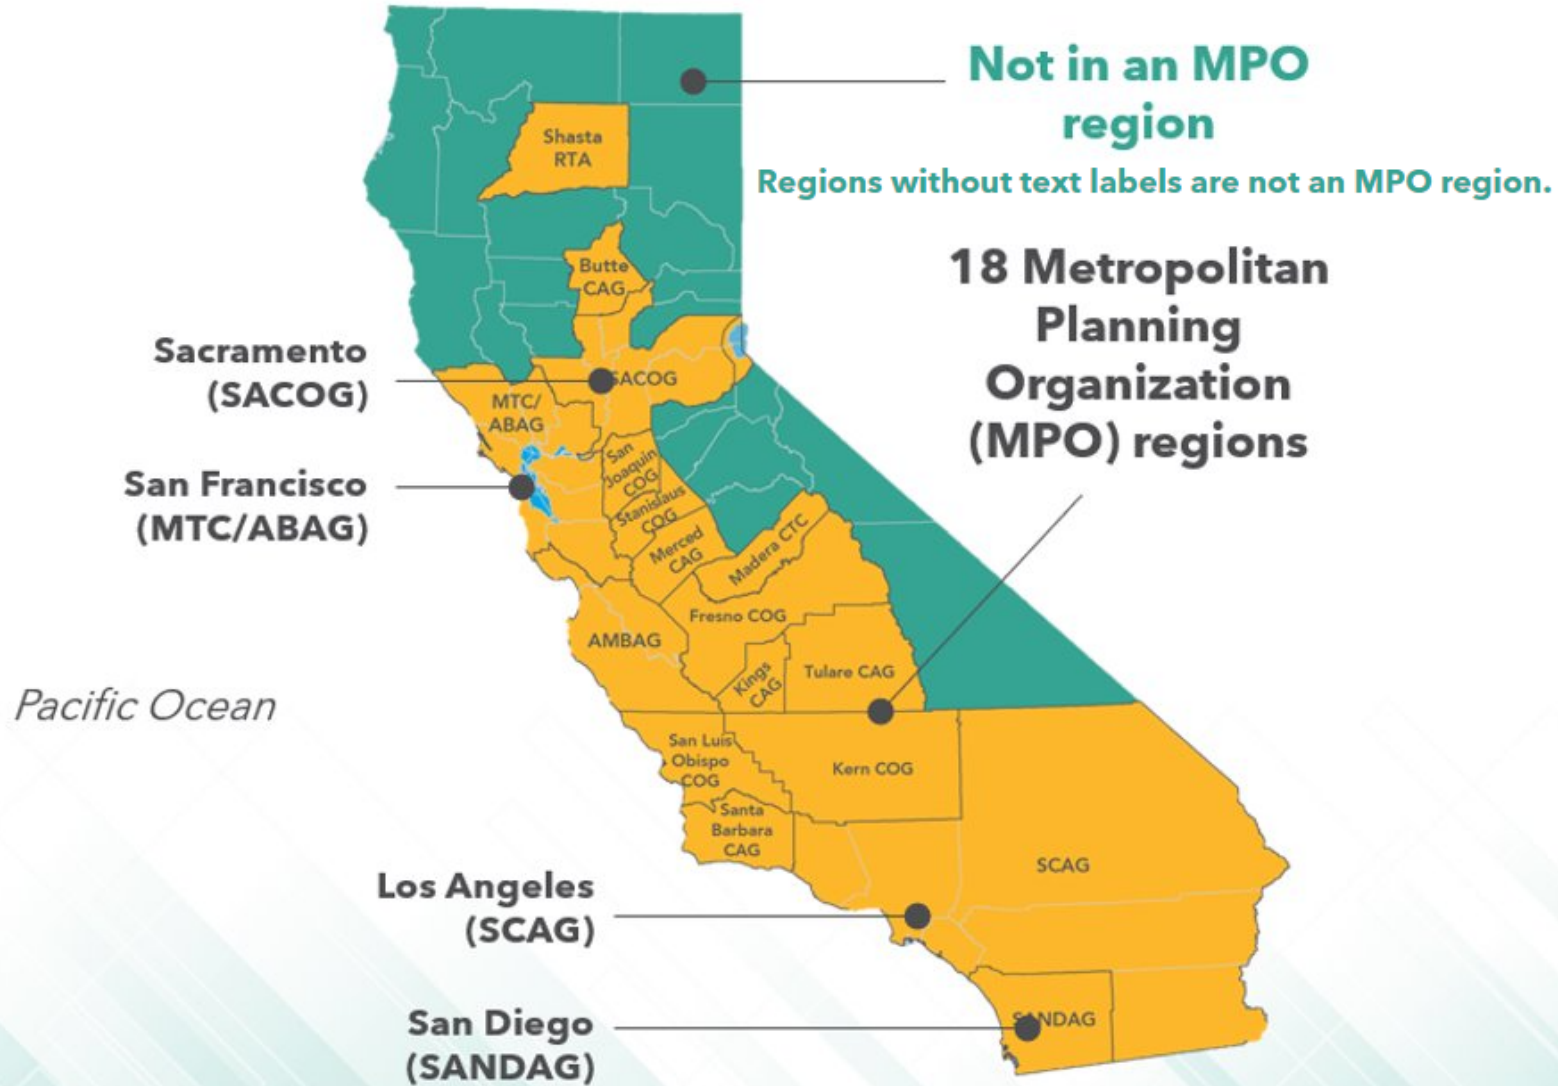 Not in an MPO
region
Regions without text labels are not an MPO region.
18 Metropolitan
Planning
Organization
(MPO) regions
Shasta
RTA
Butte
CAG
Sacramento
(SACOG)
SACOG
MTC/
ABAG
San Francisco
(MTC/ABAG)
San
Joaquin
COG
Stanislaus
COG
Merced
CAG
Madera CTC
Fresno COG
AMBAG
Kings
CAG
Tulare CAG
Pacific Ocean
San Luis
Obispo
COG
Kern COG
Santa
Barbara
CAG
SCAG
Los Angeles
(SCAG)
San Diego
(SANDAG)
SANDAG